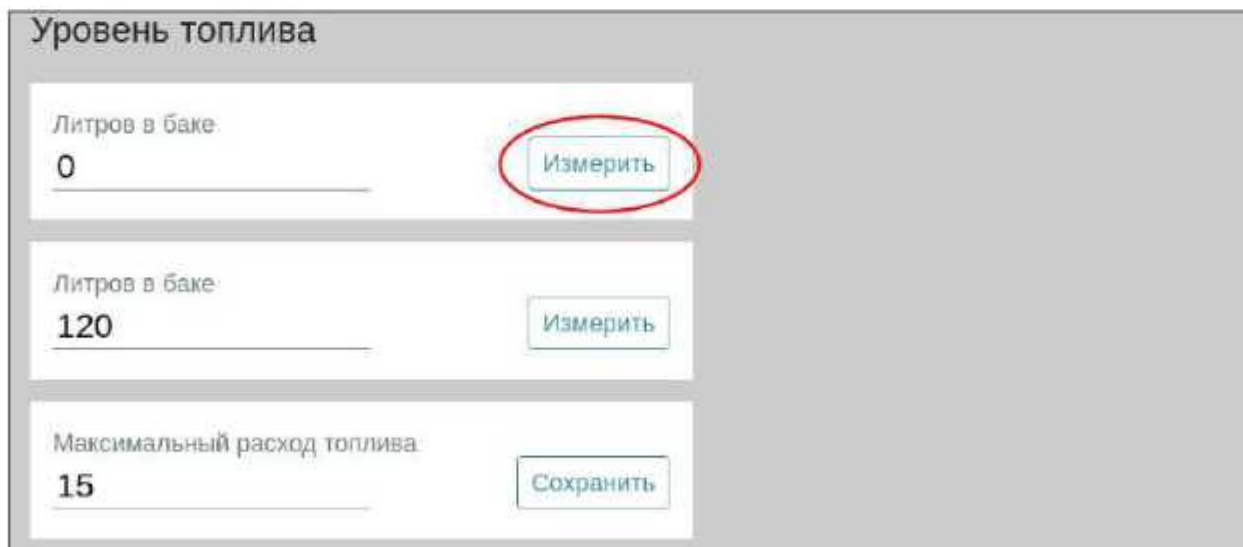 Уровень топлива
Литров в баке
0
Измерить
Литров в баке
120
Измерить
Максимальный расход топлива
15
Сохранить